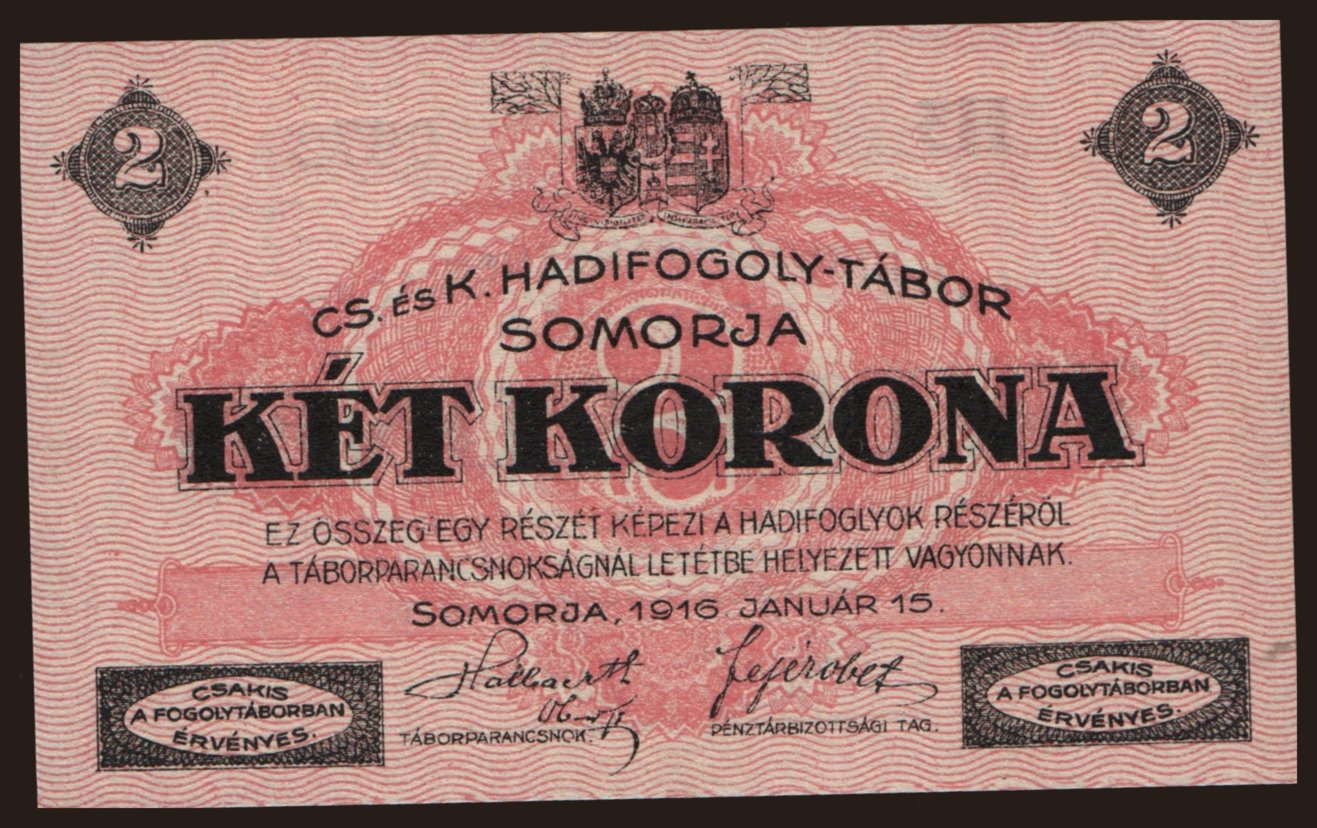 2 2
CS. ÉS K. HADIFOGOLY-TÁBOR
SOMORJA
2
KÉT KORONA
EZ ÖSSZEG EGY RÉSZÉT KÉPEZI A HADIFOGLYOK RÉSZÉRŐL
A TÁBORPARANCSNOKSÁGNÁL LETÉTBE HELYEZETT VAGYONNAK.
SOMORJA, 1916 JANUÁR 15.
TÁBORPARANCSNOK.
PÉNZTÁRBIZOTTSÁGI TAG.
CSAKIS
A FOGOLYTÁBORBAN
ÉRVÉNYES.
CSAKIS
A FOGOLYTÁBORBAN
ÉRVÉNYES.